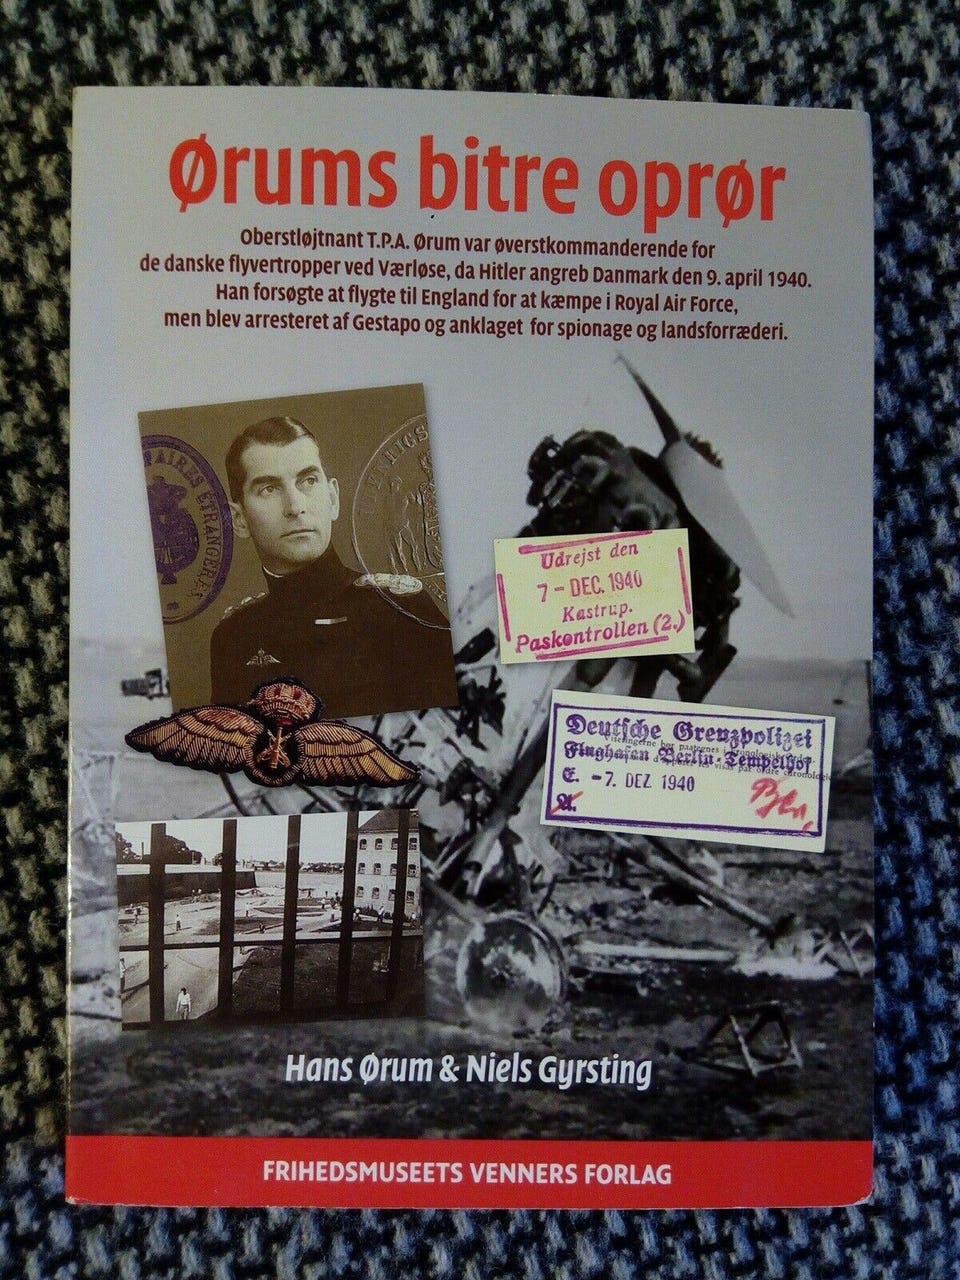 Ørums bitre oprør
Oberstløjtnant T.P.A. Ørum var øverstkommanderende for
de danske flyvertropper ved Værløse, da Hitler angreb Danmark den 9. april 1940.
Han forsøgte at flygte til England for at kæmpe i Royal Air Force,
men blev arresteret af Gestapo og anklaget for spionage og landsforræderi.
AIRES ÉTRANGÈRES
Udrejst den
7 - DEC. 1940
Kastrup.
Paskontrollen (2.)
Deutsche Grenzpolizei
Flughafen Berlin-Tempelhof
E. -7. DEZ. 1940
A.
Hans Ørum & Niels Gyrsting
FRIHEDSMUSEETS VENNERS FORLAG